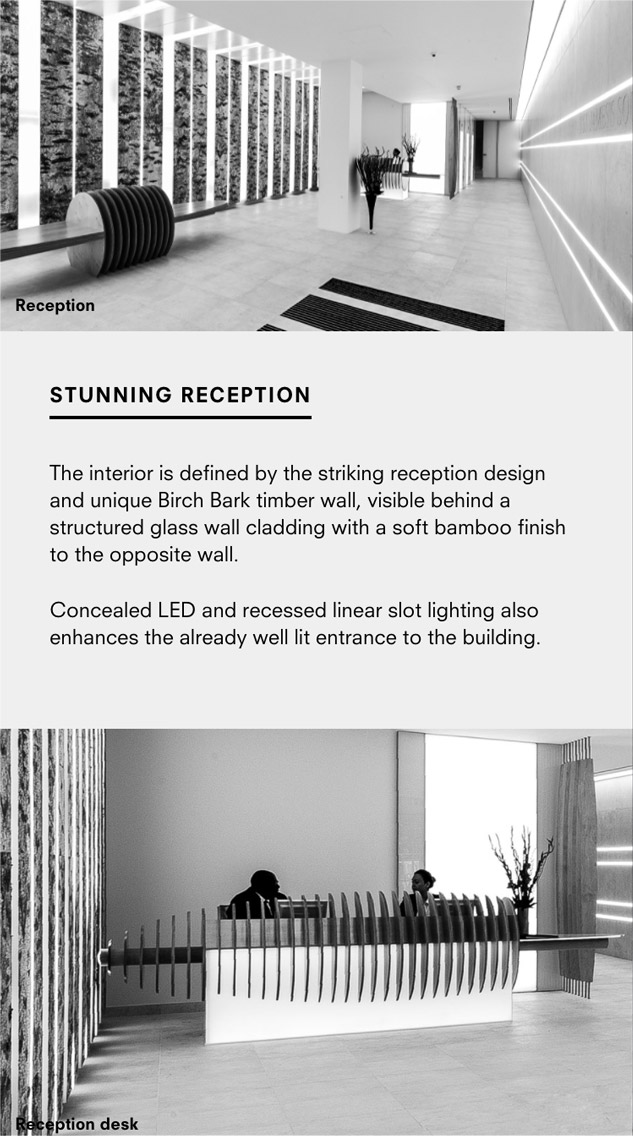 Reception
STUNNING RECEPTION
The interior is defined by the striking reception design
and unique Birch Bark timber wall, visible behind a
structured glass wall cladding with a soft bamboo finish
to the opposite wall.
Concealed LED and recessed linear slot lighting also
enhances the already well lit entrance to the building.
Reception desk